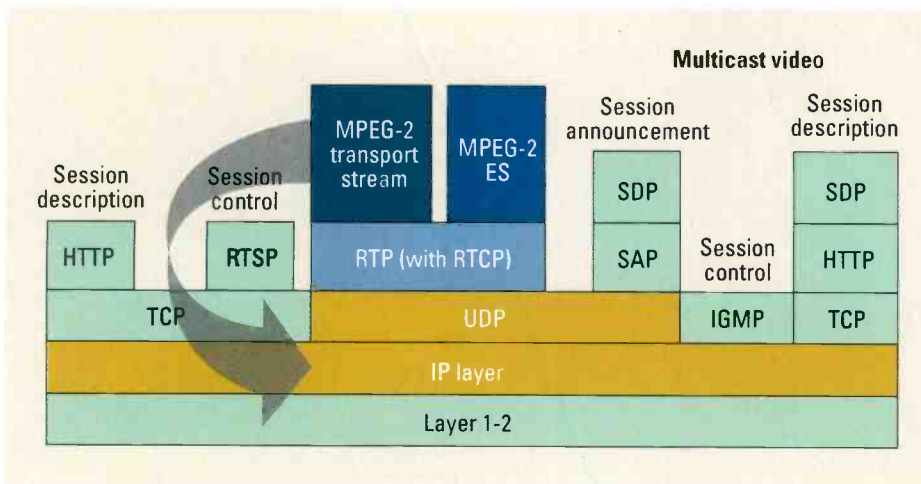 Multicast video
Session
announcement
Session
description
MPEG-2
transport
stream
MPEG-2
ES
Session
description
Session
control
SDP
SDP
HTTP
RTSP
RTP (with RTCP)
SAP
Session
control
HTTP
TCP
UDP
IGMP
TCP
IP layer
Layer 1-2